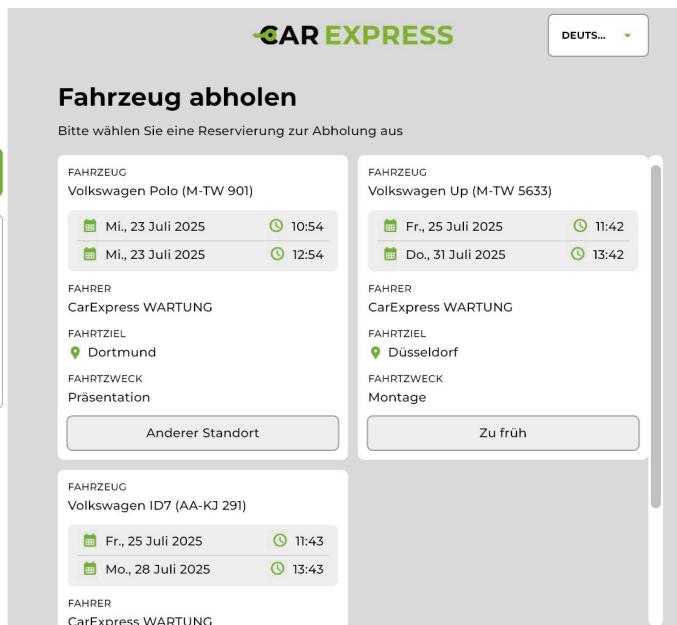 CAR EXPRESS
DEUTS...
Fahrzeug abholen
Bitte wählen Sie eine Reservierung zur Abholung aus
FAHRZEUG
Volkswagen Polo (M-TW 901)
Mi., 23 Juli 2025 10:54
Mi., 23 Juli 2025 12:54
FAHRER
CarExpress WARTUNG
FAHRTZIEL
Dortmund
FAHRTZWECK
Präsentation
Anderer Standort
FAHRZEUG
Volkswagen Up (M-TW 5633)
Fr., 25 Juli 2025 11:42
Do., 31 Juli 2025 13:42
FAHRER
CarExpress WARTUNG
FAHRTZIEL
Düsseldorf
FAHRTZWECK
Montage
Zu früh
FAHRZEUG
Volkswagen ID7 (AA-KJ 291)
Fr., 25 Juli 2025 11:43
Mo., 28 Juli 2025 13:43
FAHRER
CarExpress WARTUNG